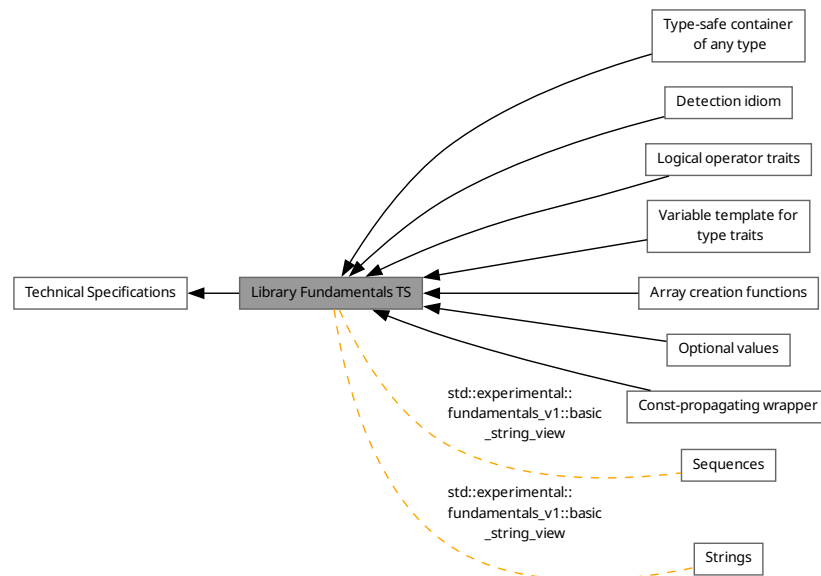 Type-safe container
of any type
Detection idiom
Logical operator traits
Variable template for
type traits
Technical Specifications
Library Fundamentals TS
Array creation functions
Optional values
Const-propagating wrapper
std::experimental::
fundamentals_v1::basic
_string_view
Sequences
std::experimental::
fundamentals_v1::basic
_string_view
Strings